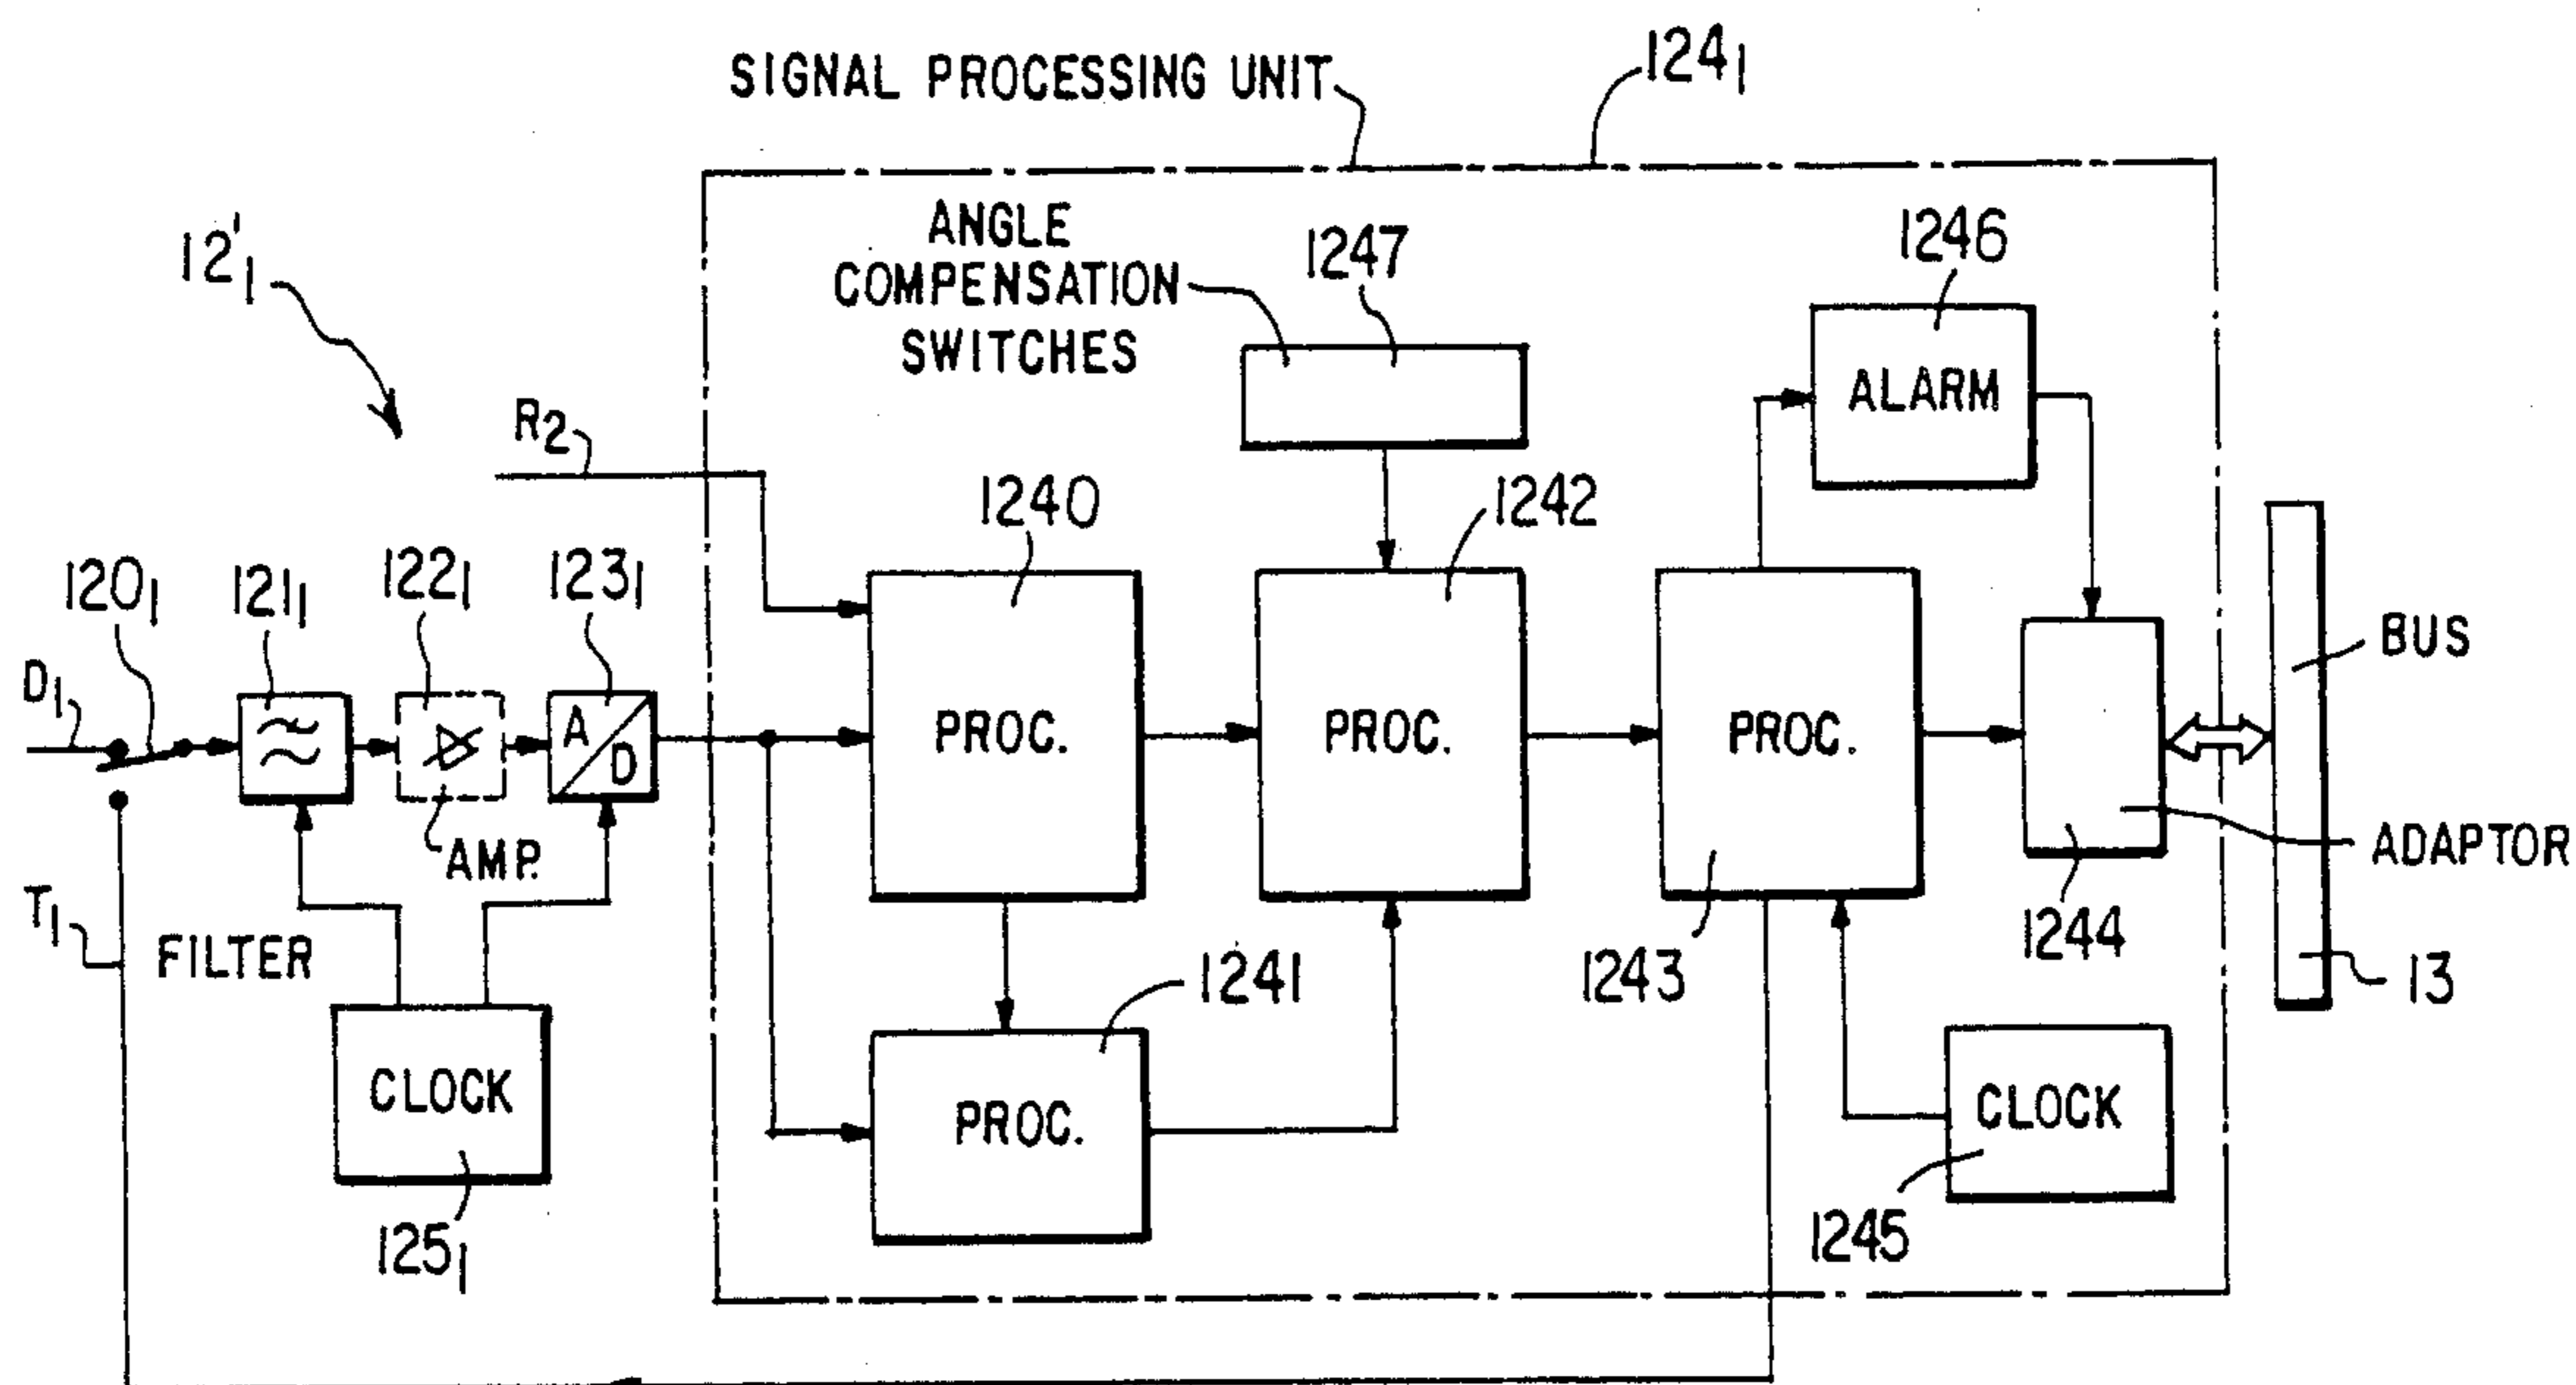 SIGNAL PROCESSING UNIT
124₁
12'₁
ANGLE
COMPENSATION
SWITCHES
1247
1246
ALARM
R₂
1240
1242
120₁
121₁
122₁
123₁
D₁
A/D
PROC.
PROC.
PROC.
BUS
AMP.
ADAPTOR
T₁
FILTER
1241
1243
1244
13
CLOCK
PROC.
CLOCK
125₁
1245